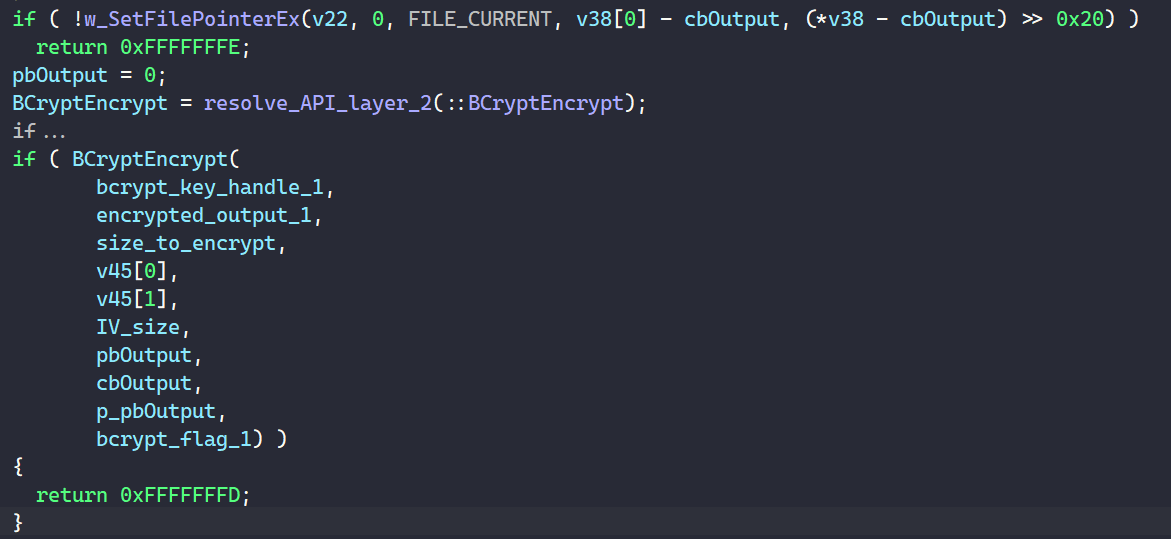 if ( !w_SetFilePointerEx(v22, 0, FILE_CURRENT, v38[0] - cbOutput, (*v38 - cbOutput) >> 0x20) )
  return 0xFFFFFFFE;
pbOutput = 0;
BCryptEncrypt = resolve_API_layer_2(::BCryptEncrypt);
if ...
if ( BCryptEncrypt(
       bcrypt_key_handle_1,
       encrypted_output_1,
       size_to_encrypt,
       v45[0],
       v45[1],
       IV_size,
       pbOutput,
       cbOutput,
       p_pbOutput,
       bcrypt_flag_1) )
{
  return 0xFFFFFFFD;
}